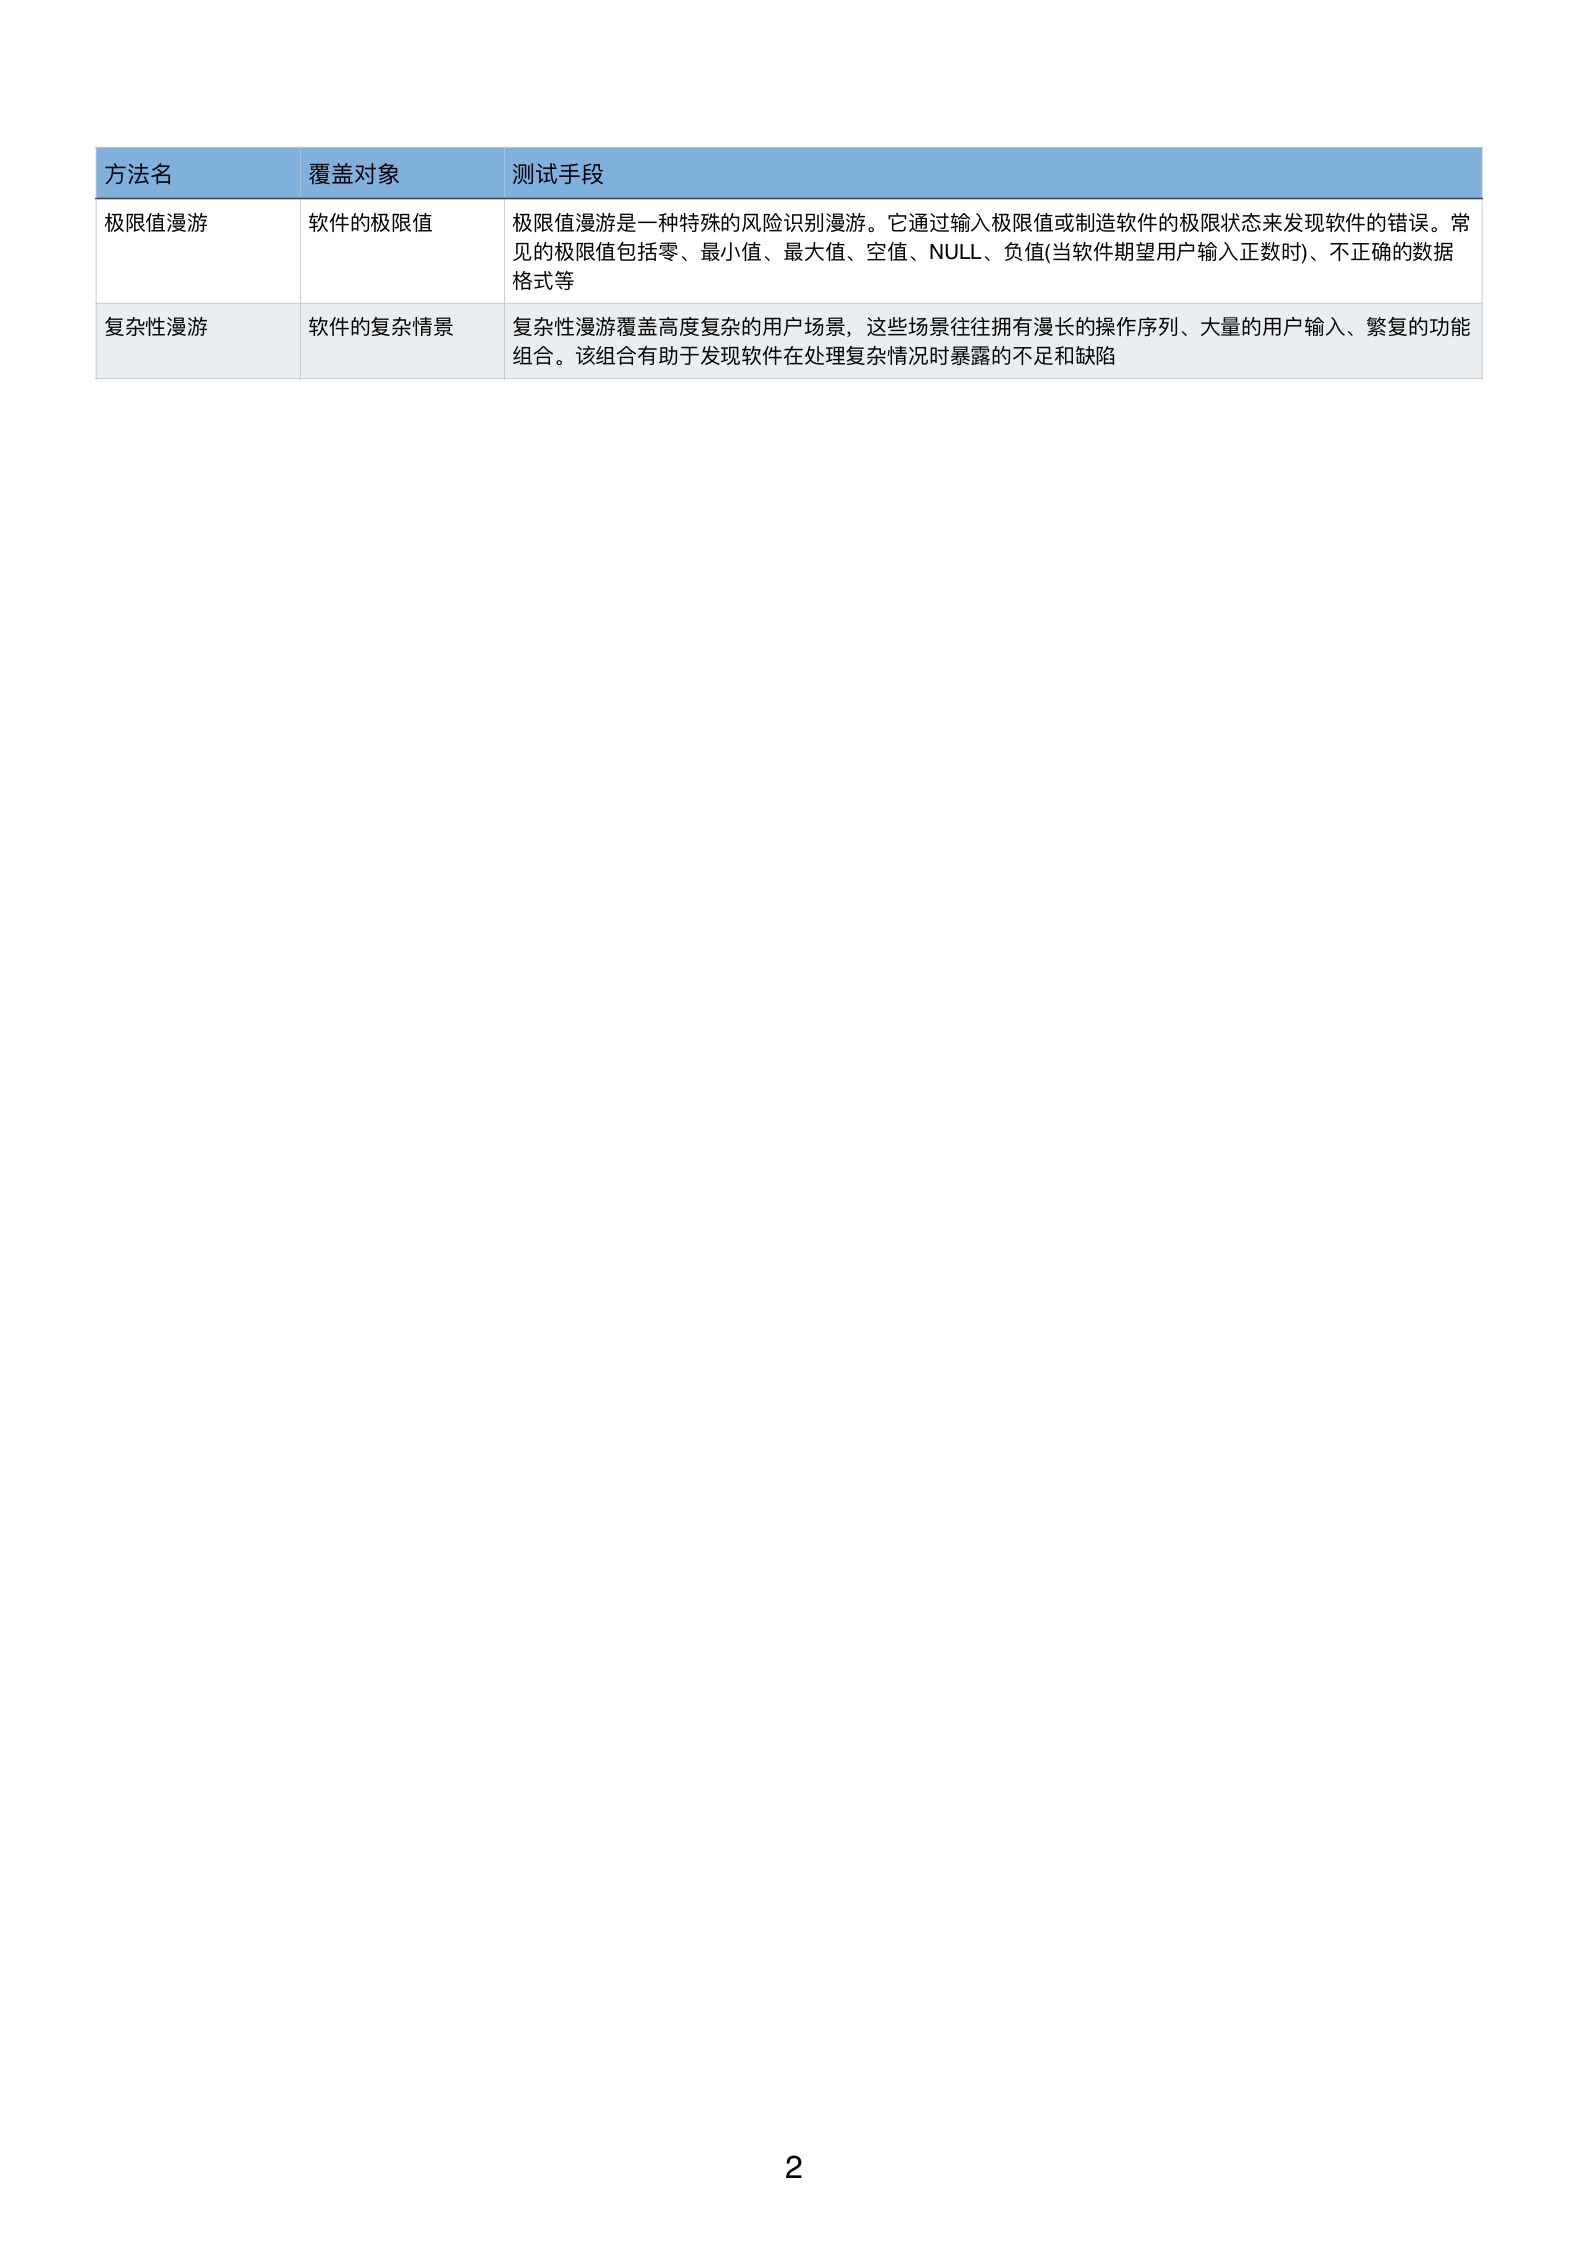 方法名 覆盖对象 测试手段
极限值漫游 软件的极限值 极限值漫游是一种特殊的风险识别漫游。它通过输入极限值或制造软件的极限状态来发现软件的错误。常
见的极限值包括零、最小值、最大值、空值、NULL、负值(当软件期望用户输入正数时)、不正确的数据
格式等
复杂性漫游 软件的复杂情景 复杂性漫游覆盖高度复杂的用户场景，这些场景往往拥有漫长的操作序列、大量的用户输入、繁复的功能
组合。该组合有助于发现软件在处理复杂情况时暴露的不足和缺陷
2